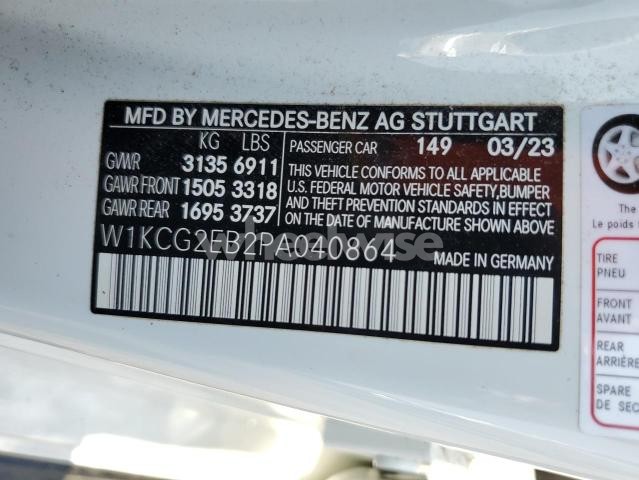 MFD BY MERCEDES-BENZ AG STUTTGART
KG LBS
GVWR 3135 6911
GAWR FRONT 1505 3318
GAWR REAR 1695 3737
PASSENGER CAR 149 03/23
THIS VEHICLE CONFORMS TO ALL APPLICABLE
U.S. FEDERAL MOTOR VEHICLE SAFETY, BUMPER
AND THEFT PREVENTION STANDARDS IN EFFECT
ON THE DATE OF MANUFACTURE SHOWN ABOVE
W1KCG2EB2PA040864
MADE IN GERMANY
The
Le poids
TIRE
PNEU
FRONT
AVANT
REAR
ARRIÈRE
SPARE
DE SEC